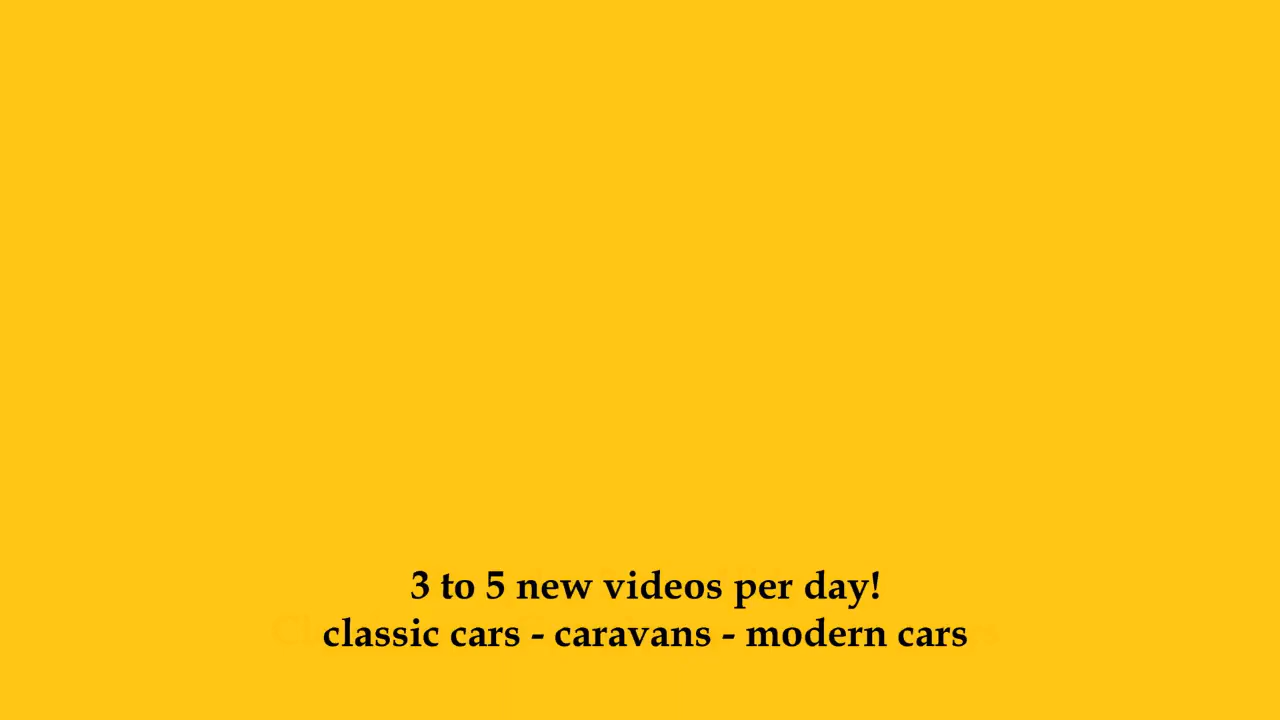 3 to 5 new videos per day!
classic cars - caravans - modern cars